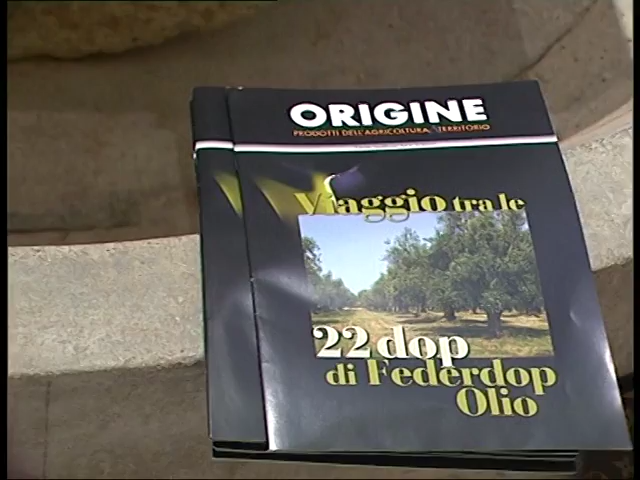 ORIGINE
PRODOTTI DELL'AGRICOLTURA TERRITORIO
Viaggio tra le
22 dop
di Federdop
Olio